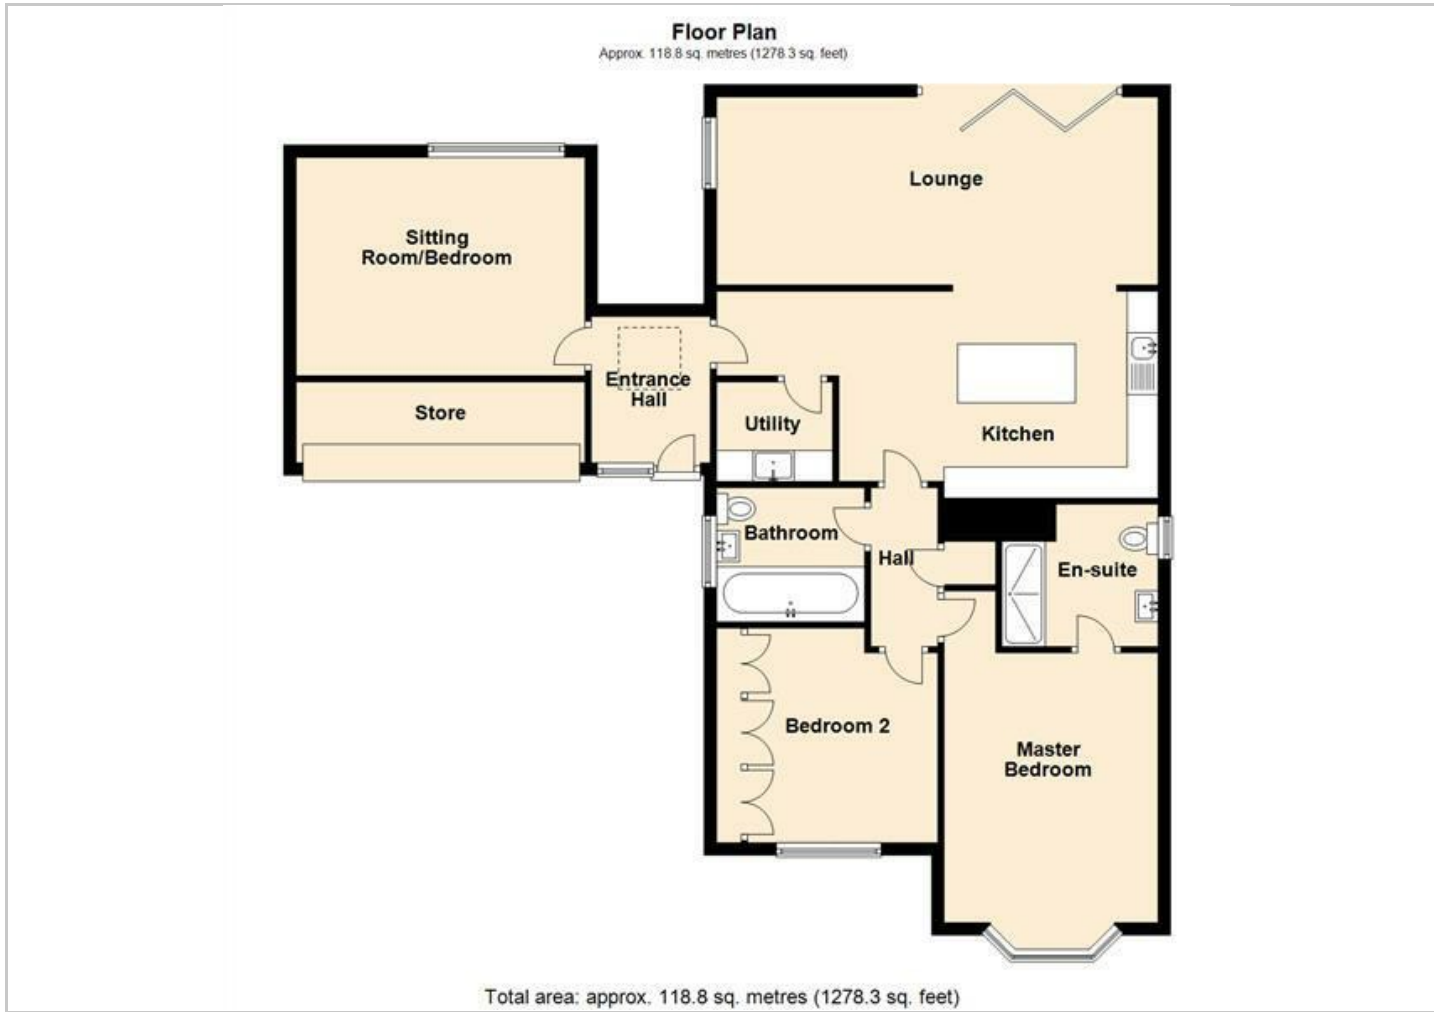 Floor Plan
Approx. 118.8 sq. metres (1278.3 sq. feet)
Lounge
Sitting
Room/Bedroom
Entrance
Hall
Store
Utility
Kitchen
Bathroom
Hall
En-suite
Bedroom 2
Master
Bedroom
Total area: approx. 118.8 sq. metres (1278.3 sq. feet)